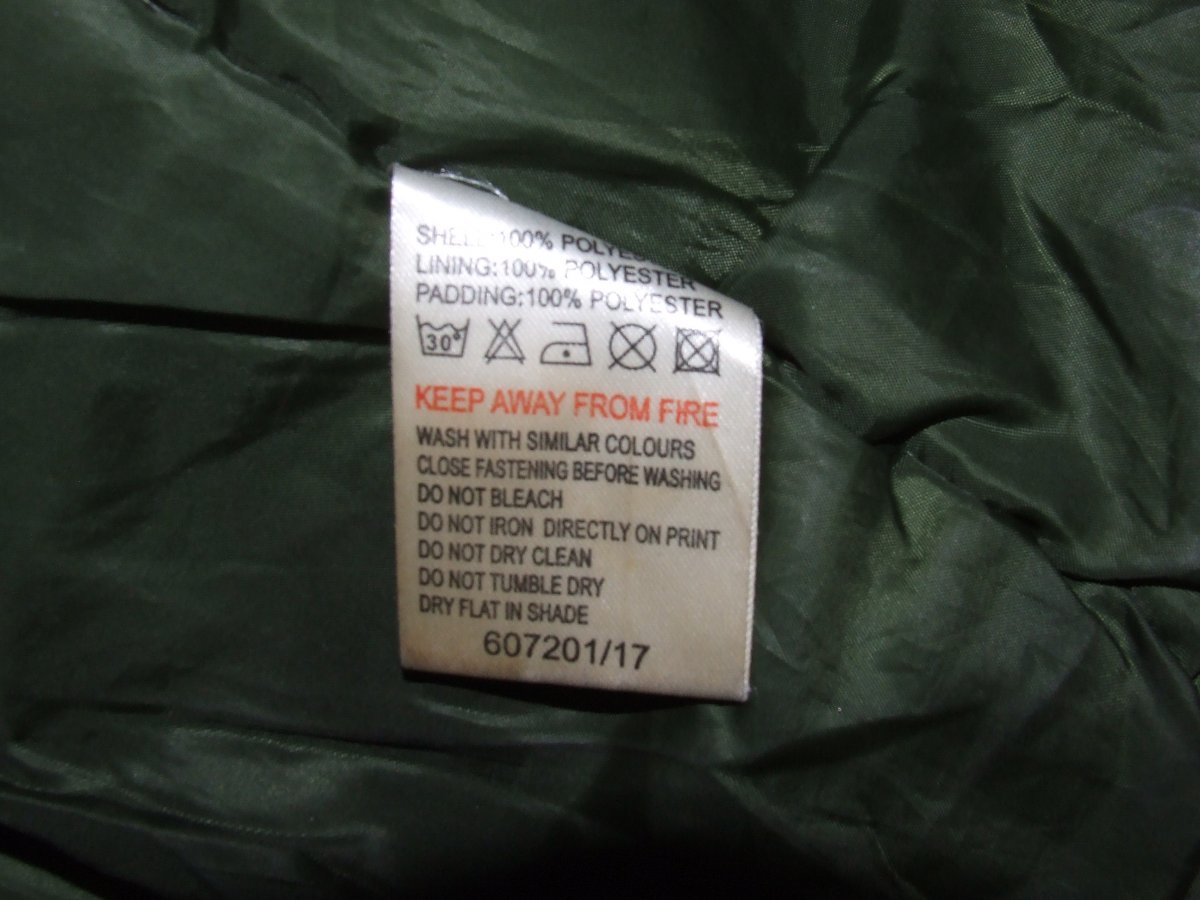 SHELL:100% POLYESTER
LINING:100% POLYESTER
PADDING:100% POLYESTER
30°
KEEP AWAY FROM FIRE
WASH WITH SIMILAR COLOURS
CLOSE FASTENING BEFORE WASHING
DO NOT BLEACH
DO NOT IRON DIRECTLY ON PRINT
DO NOT DRY CLEAN
DO NOT TUMBLE DRY
DRY FLAT IN SHADE
607201/17